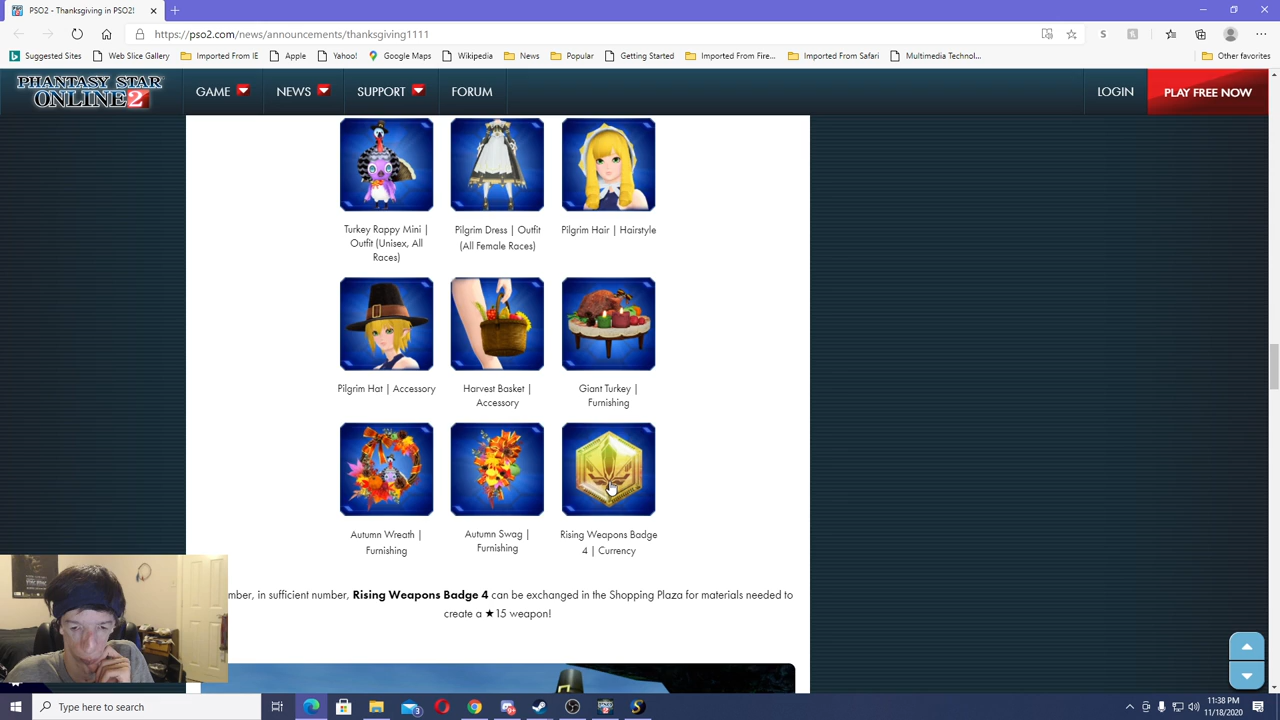 PSO2 - Thanksgiving in PSO2!
https://pso2.com/news/announcements/thanksgiving1111
Suggested Sites
Web Slice Gallery
Imported From IE
Apple
Yahoo!
Google Maps
Wikipedia
News
Popular
Getting Started
Imported From Fire...
Imported From Safari
Multimedia Technol...
Other favorites
PHANTASY STAR
ONLINE 2
GAME
NEWS
SUPPORT
FORUM
LOGIN
PLAY FREE NOW
Turkey Rappy Mini |
Outfit (Unisex, All
Races)
Pilgrim Dress | Outfit
(All Female Races)
Pilgrim Hair | Hairstyle
Pilgrim Hat | Accessory
Harvest Basket |
Accessory
Giant Turkey |
Furnishing
Autumn Wreath |
Furnishing
Autumn Swag |
Furnishing
Rising Weapons Badge
4 | Currency
mber, in sufficient number, Rising Weapons Badge 4 can be exchanged in the Shopping Plaza for materials needed to
create a ★15 weapon!
Type here to search
3
11:38 PM
11/18/2020